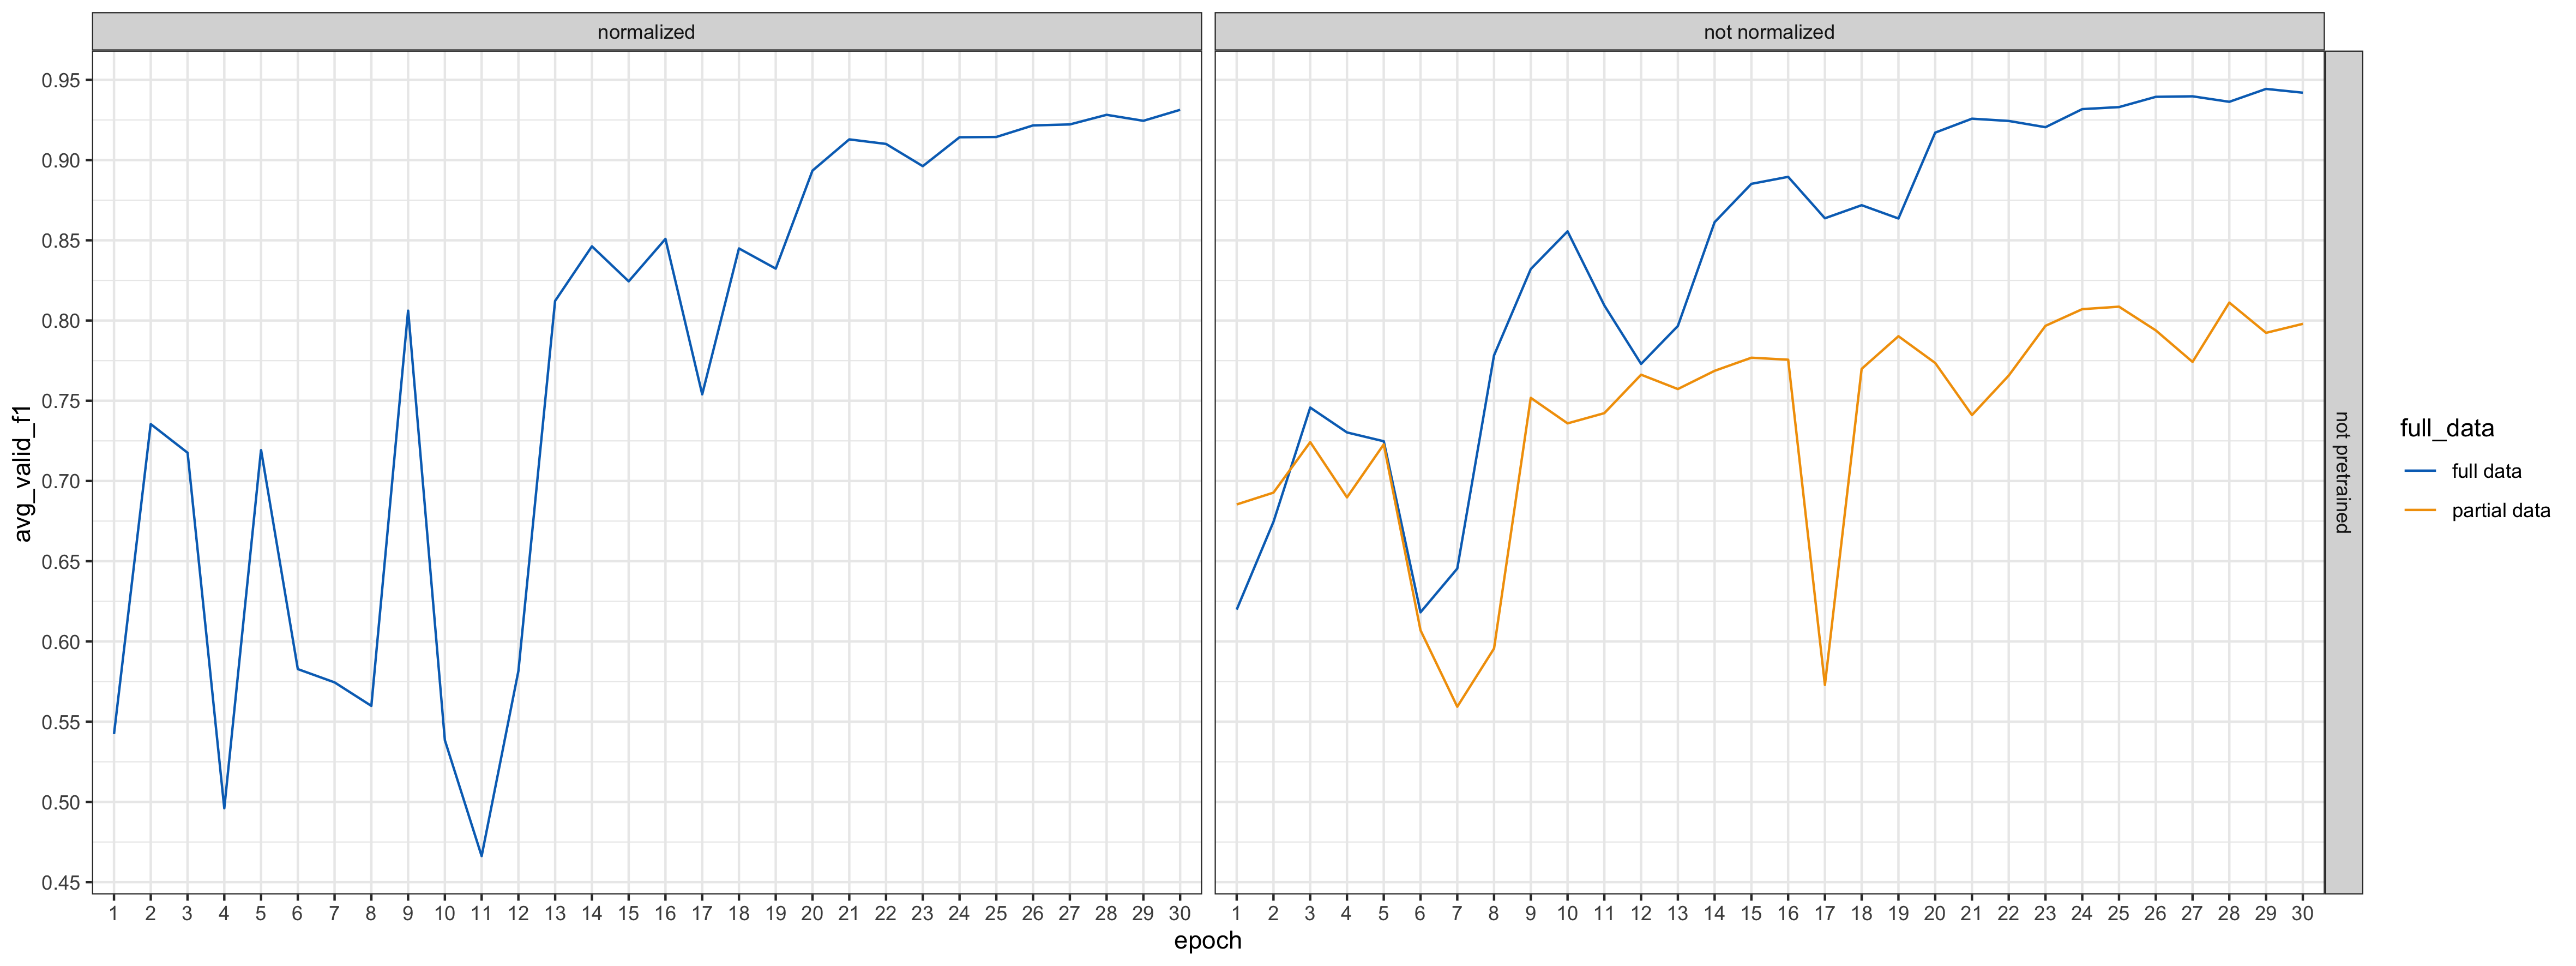 normalized
not normalized
avg_valid_f1
0.95
0.90
0.85
0.80
0.75
0.70
0.65
0.60
0.55
0.50
0.45
1 2 3 4 5 6 7 8 9 10 11 12 13 14 15 16 17 18 19 20 21 22 23 24 25 26 27 28 29 30
1 2 3 4 5 6 7 8 9 10 11 12 13 14 15 16 17 18 19 20 21 22 23 24 25 26 27 28 29 30
epoch
not pretrained
full_data
full data
partial data